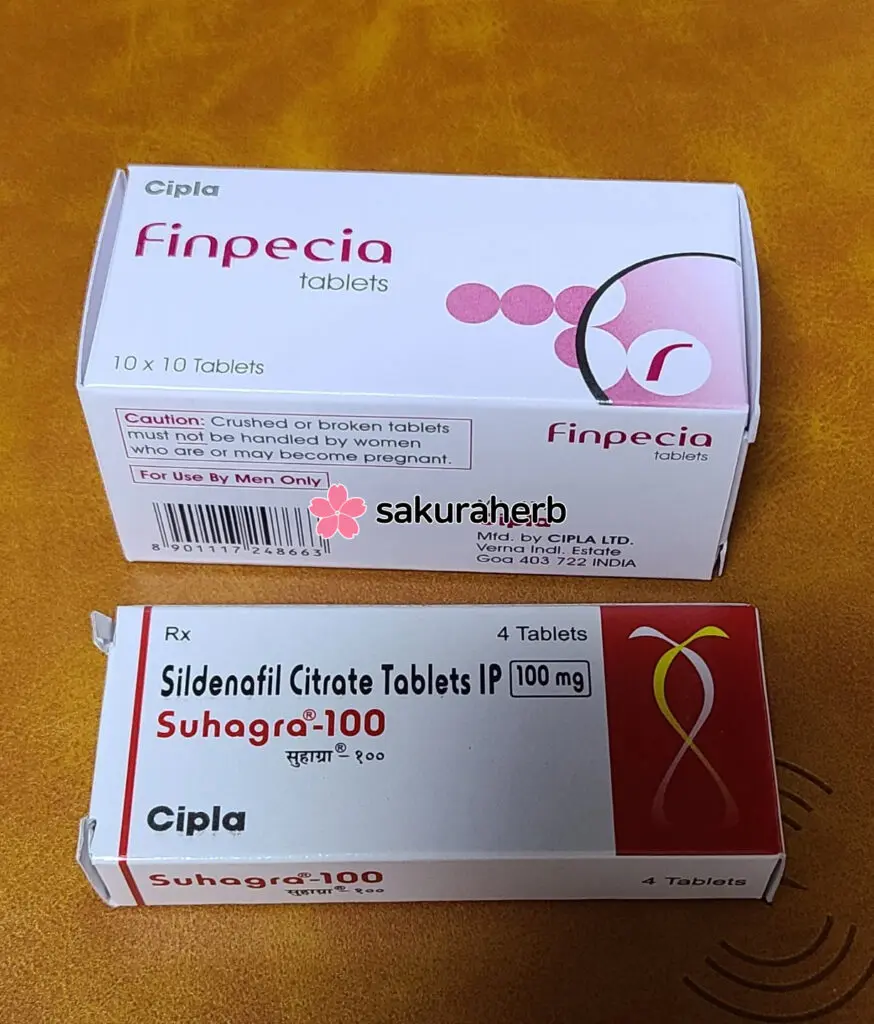 Cipla
Finpecia
tablets
10 x 10 Tablets
Caution: Crushed or broken tablets
must not be handled by women
who are or may become pregnant.
For Use By Men Only
8 901117 248663
Finpecia
tablets
sakuraherb
Cipla
Mfd. by CIPLA LTD.
Verna Indl. Estate
Goa 403 722 INDIA
Rx
4 Tablets
Sildenafil Citrate Tablets IP 100 mg
Suhagra®-100
सुहाग्रा®-१००
Cipla
Suhagra®-100
सुहाग्रा®-१००
4 Tablets